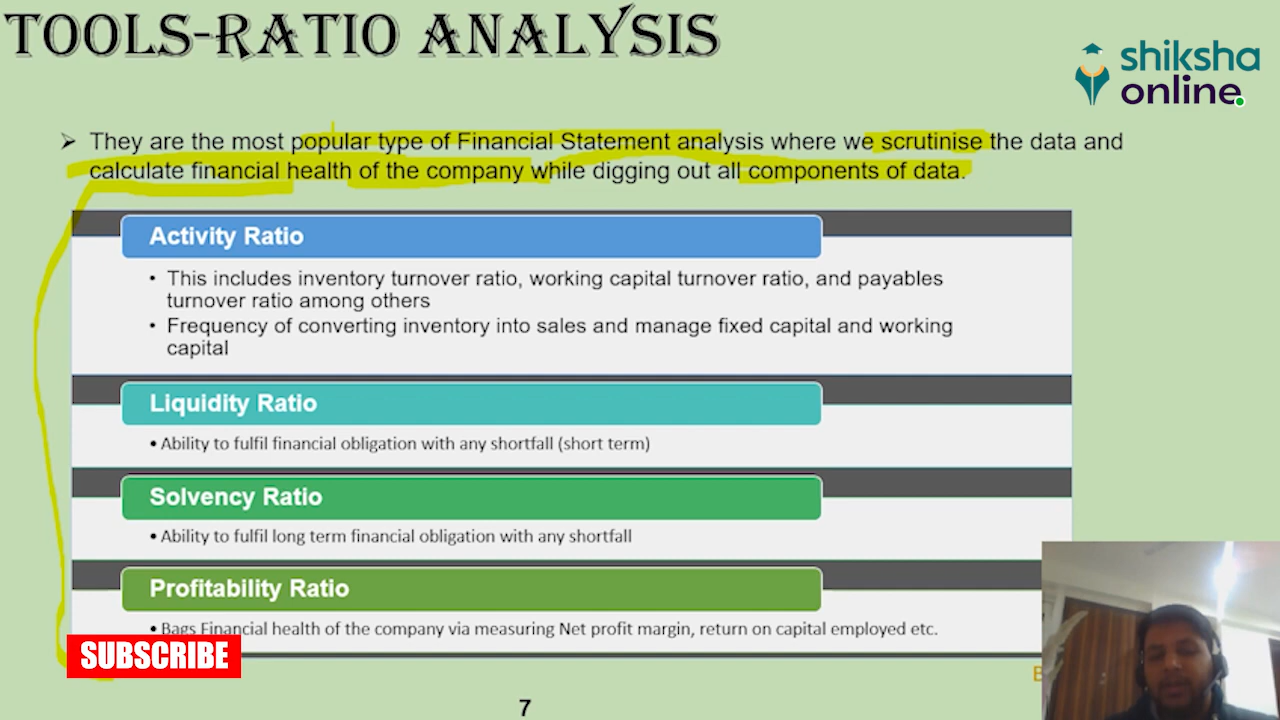 TOOLS-RATIO ANALYSIS
shiksha
online
They are the most popular type of Financial Statement analysis where we scrutinise the data and
calculate financial health of the company while digging out all components of data.
Activity Ratio
• This includes inventory turnover ratio, working capital turnover ratio, and payables
turnover ratio among others
• Frequency of converting inventory into sales and manage fixed capital and working
capital
Liquidity Ratio
• Ability to fulfil financial obligation with any shortfall (short term)
Solvency Ratio
• Ability to fulfil long term financial obligation with any shortfall
Profitability Ratio
• Bags Financial health of the company via measuring Net profit margin, return on capital employed etc.
SUBSCRIBE
7